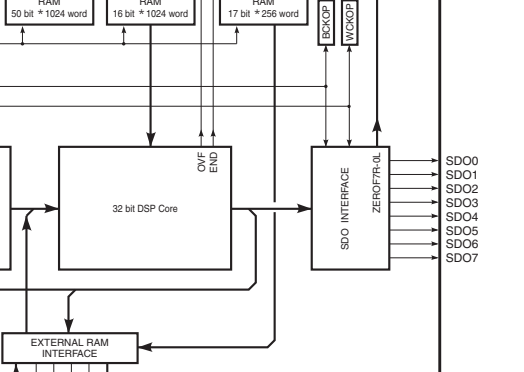 RAM
50 bit * 1024 word
RAM
16 bit * 1024 word
RAM
17 bit * 256 word
BCKOP
WCKOP
OVF
END
32 bit DSP Core
SDO INTERFACE
ZEROF7R-0L
SDO0
SDO1
SDO2
SDO3
SDO4
SDO5
SDO6
SDO7
EXTERNAL RAM
INTERFACE